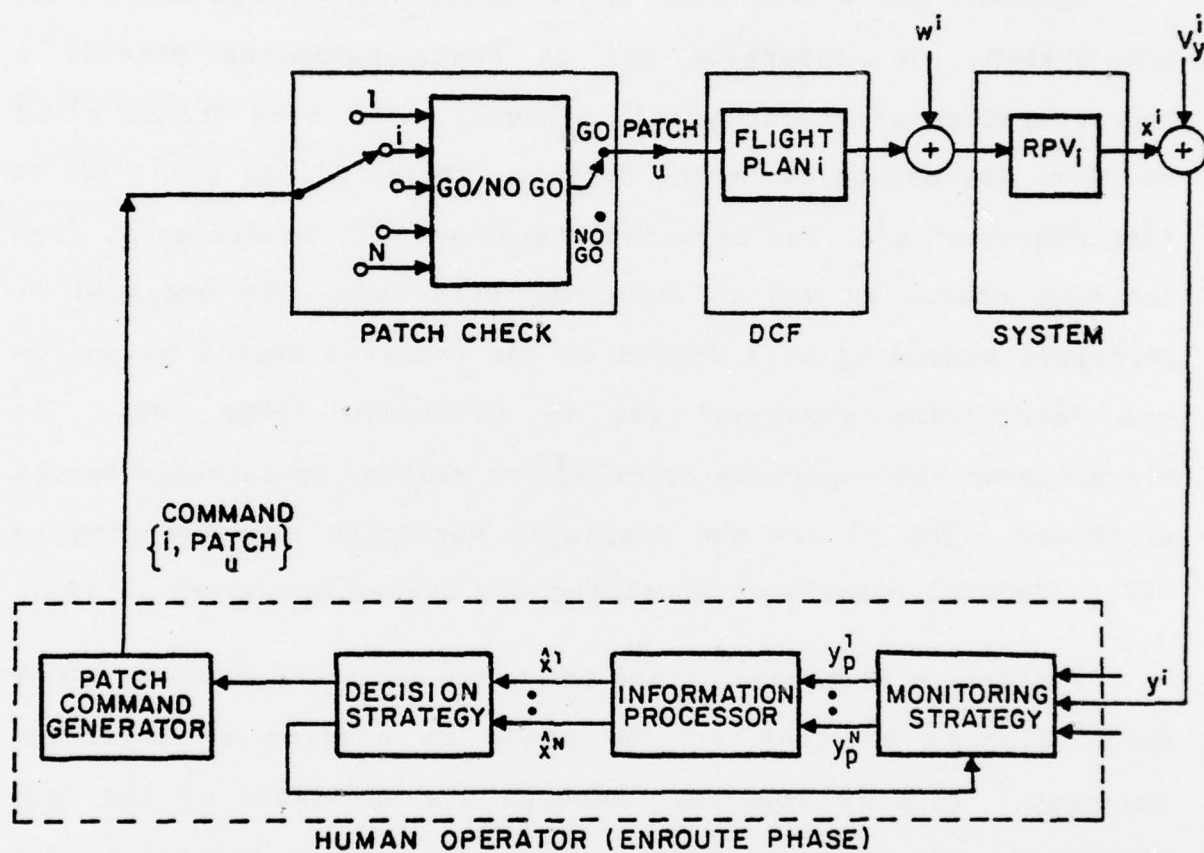 w^i
V_y^i
1
i
GO/NO GO
N
GO
NO
GO
PATCH
u
FLIGHT
PLAN i
+
RPV_i
x^i
+
PATCH CHECK
DCF
SYSTEM
COMMAND
{i, PATCH}
u
PATCH
COMMAND
GENERATOR
DECISION
STRATEGY
x̂^1
x̂^N
INFORMATION
PROCESSOR
y_p^1
y_p^N
MONITORING
STRATEGY
y^i
HUMAN OPERATOR (ENROUTE PHASE)